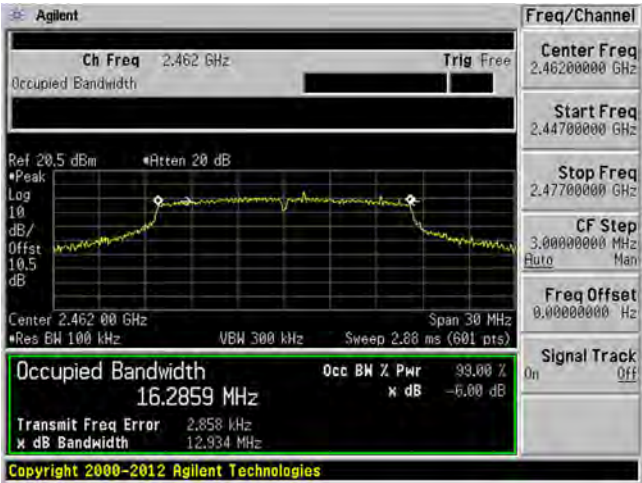 Agilent
Freq/Channel
Ch Freq 2.462 GHz Trig Free
Occupied Bandwidth
Center Freq
2.46200000 GHz
Start Freq
2.44700000 GHz
Stop Freq
2.47700000 GHz
CF Step
3.00000000 MHz
Auto Man
Freq Offset
0.00000000 Hz
Signal Track
On Off
Ref 20.5 dBm •Atten 20 dB
•Peak
Log
10
dB/
Offst
10.5
dB
Center 2.462 00 GHz Span 30 MHz
•Res BW 100 kHz VBW 300 kHz Sweep 2.88 ms (601 pts)
Occupied Bandwidth Occ BW % Pwr 99.00 %
16.2859 MHz x dB -6.00 dB
Transmit Freq Error 2.858 kHz
x dB Bandwidth 12.934 MHz
Copyright 2000-2012 Agilent Technologies